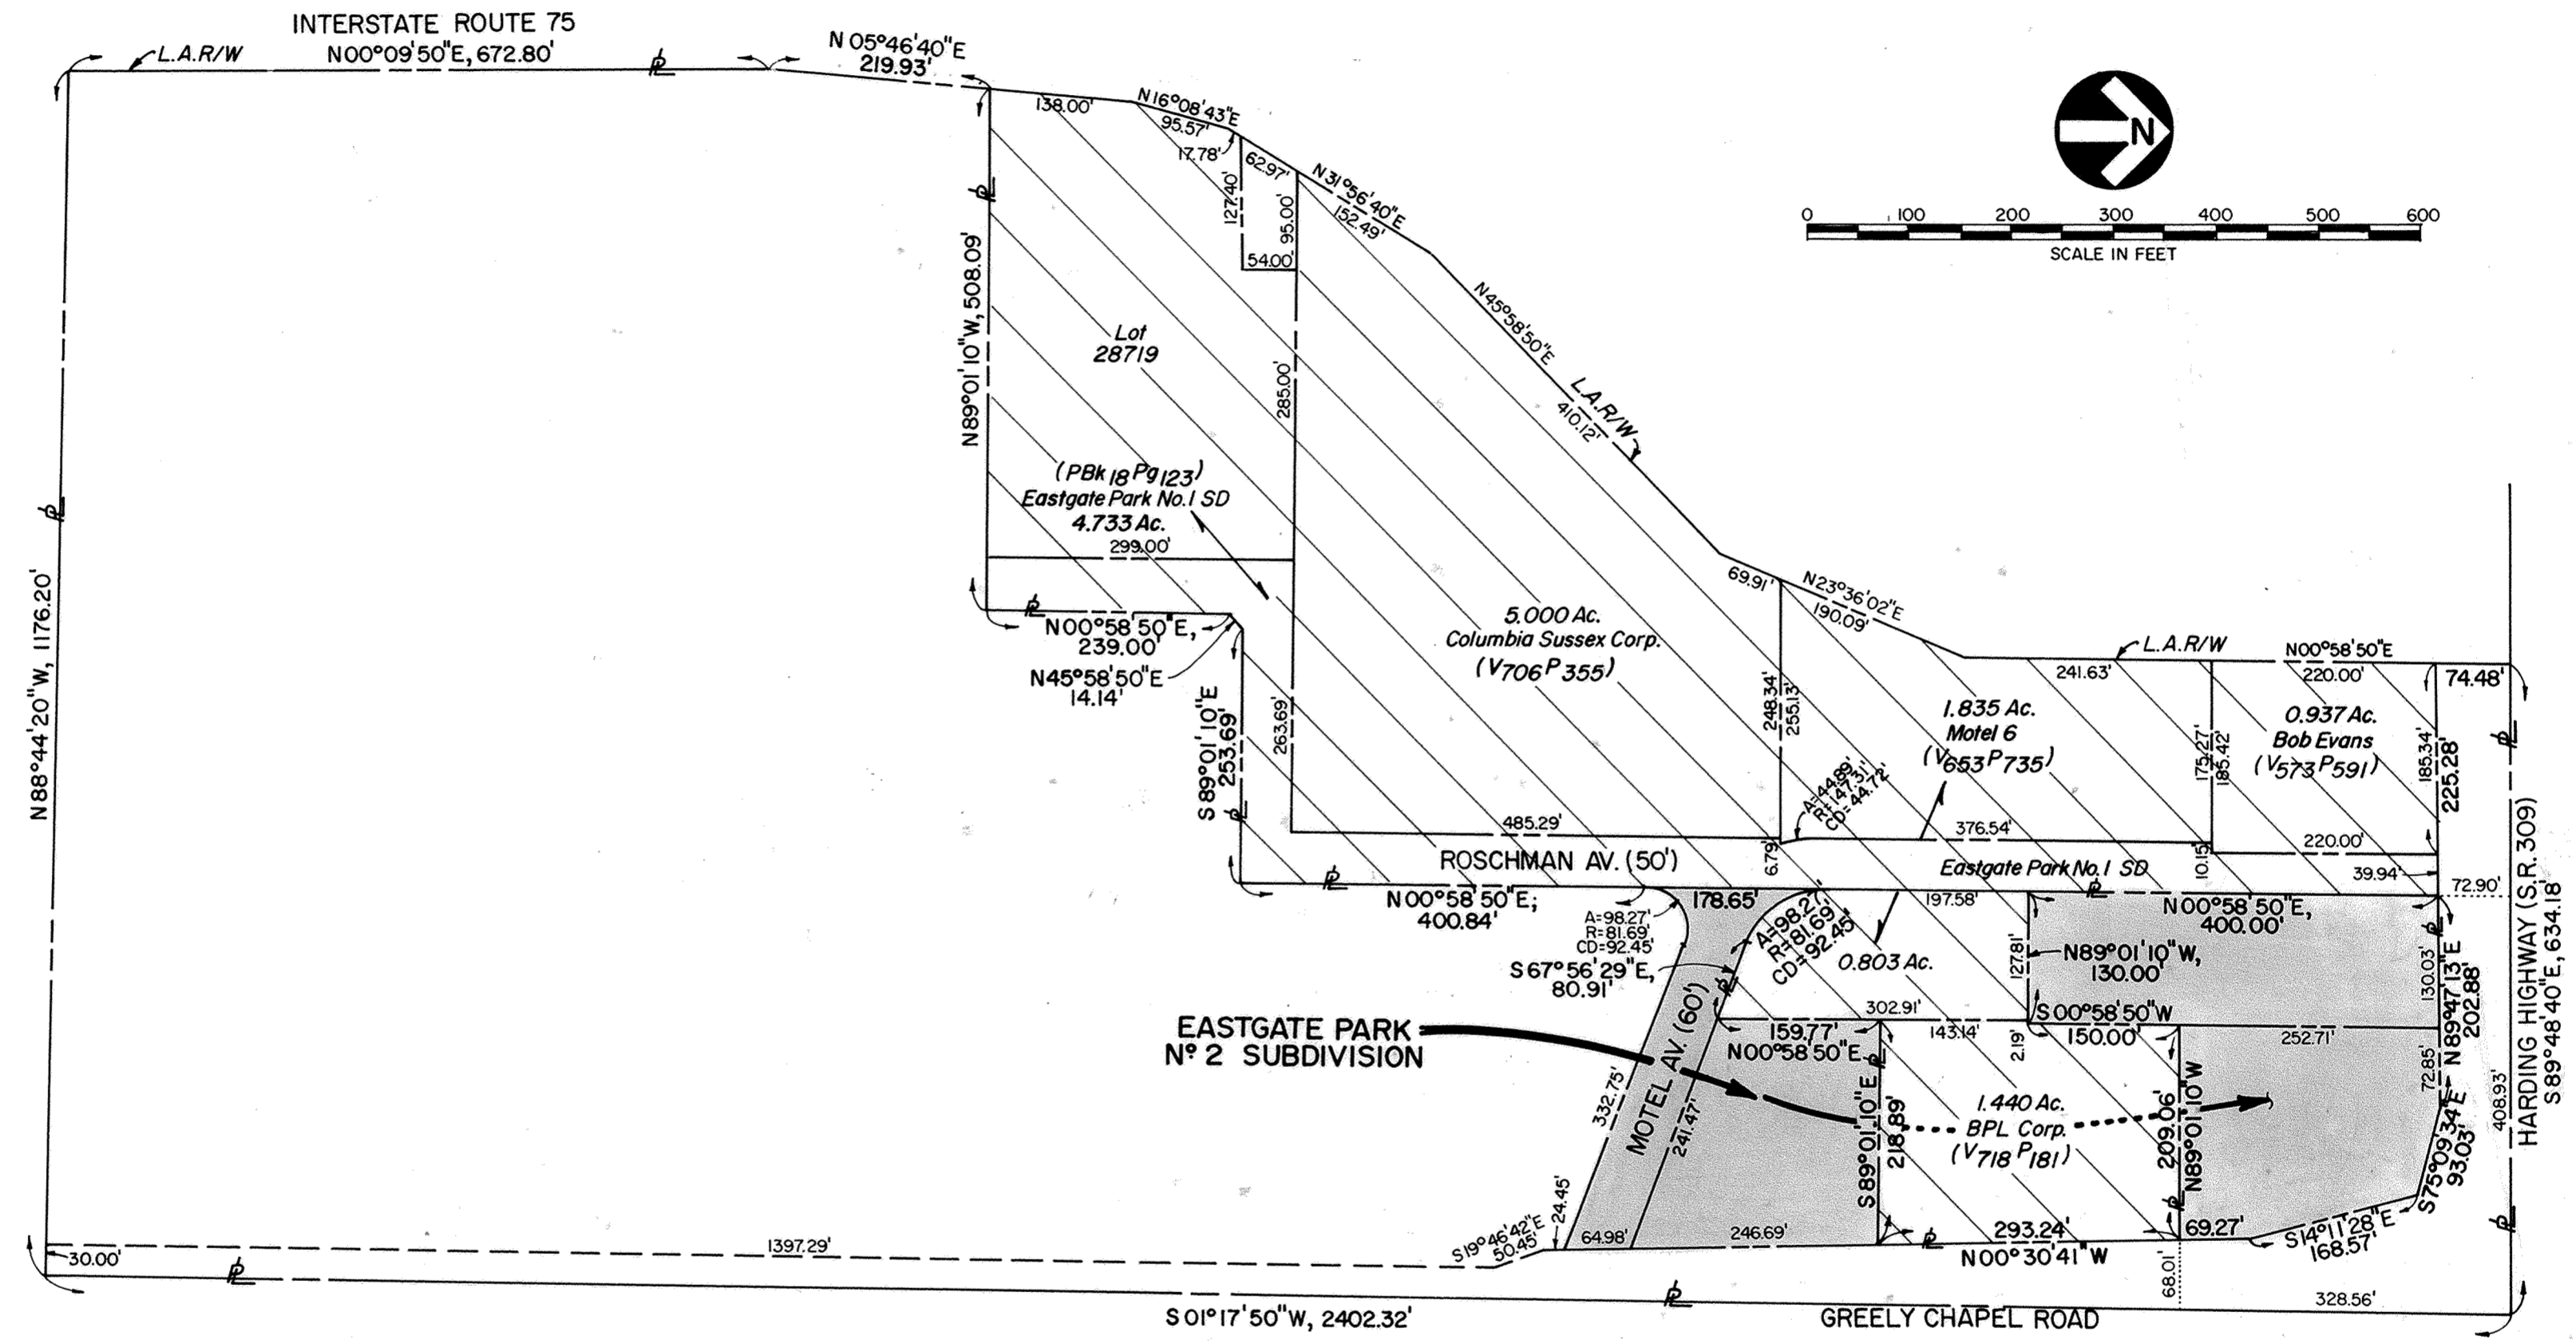 INTERSTATE ROUTE 75
N00°09'50"E, 672.80'
L.A.R/W
N 05°46'40"E
219.93'
138.00'
N16°08'43"E
95.57'
17.78'
62.97'
127.40'
95.00'
54.00'
N31°56'40"E
152.49'
N45°58'50"E
L.A.R/W
410.12'
N
0 100 200 300 400 500 600
SCALE IN FEET
N89°01'10"W, 508.09'
Lot
28719
285.00'
(PBk 18 Pg 123)
Eastgate Park No.1 SD
4.733 Ac.
299.00'
N00°58'50"E,
239.00'
N45°58'50"E
14.14'
S89°01'10"E
253.69'
263.69'
5.000 Ac.
Columbia Sussex Corp.
(V706 P355)
69.91'
N23°36'02"E
190.09'
248.34'
255.13'
L.A.R/W
N00°58'50"E
241.63'
220.00'
74.48'
1.835 Ac.
Motel 6
(V653 P735)
175.27'
185.42'
0.937 Ac.
Bob Evans
(V573 P591)
185.34'
225.28'
A=44.89'
R=147.31'
CD=44.72'
485.29'
376.54'
220.00'
ROSCHMAN AV. (50')
6.79'
Eastgate Park No.1 SD
10.15'
39.94'
72.90'
N00°58'50"E;
400.84'
178.65'
197.58'
N00°58'50"E,
400.00'
A=98.27'
R=81.69'
CD=92.45'
A=98.27'
R=81.69'
CD=92.45'
S67°56'29"E,
80.91'
0.803 Ac.
127.81'
N89°01'10"W,
130.00'
130.03'
N89°47'13"E
202.88'
302.91'
S00°58'50"W
150.00'
252.71'
EASTGATE PARK
Nº 2 SUBDIVISION
159.77'
N00°58'50"E
143.14'
2.19'
72.85'
332.75'
MOTEL AV. (60')
241.47'
S89°01'10"E
218.89'
1.440 Ac.
BPL Corp.
(V718 P181)
209.06'
N89°01'10"W
S75°09'34"E
93.03'
408.93'
HARDING HIGHWAY (S.R.309)
S89°48'40"E, 634.18'
N88°44'20"W, 1176.20'
30.00'
1397.29'
S19°46'42"E
50.45'
24.45'
64.98'
246.69'
293.24'
N00°30'41"W
69.27'
S14°11'28"E
168.57'
68.01'
328.56'
S01°17'50"W, 2402.32'
GREELY CHAPEL ROAD